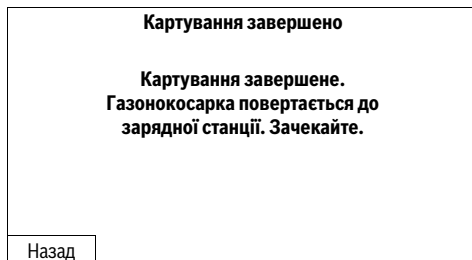 Картування завершено
Картування завершене.
Газонокосарка повертається до
зарядної станції. Зачекайте.
Назад